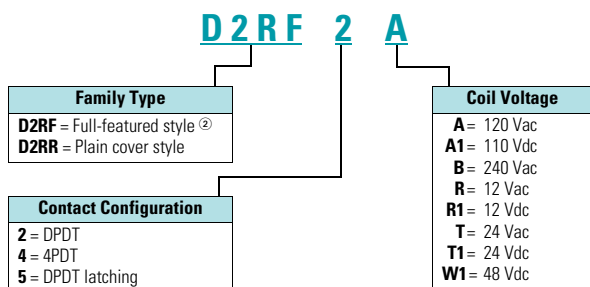 D2RF 2 A
Family Type
D2RF = Full-featured style ②
D2RR = Plain cover style
Contact Configuration
2 = DPDT
4 = 4PDT
5 = DPDT latching
Coil Voltage
A = 120 Vac
A1 = 110 Vdc
B = 240 Vac
R = 12 Vac
R1 = 12 Vdc
T = 24 Vac
T1 = 24 Vdc
W1 = 48 Vdc